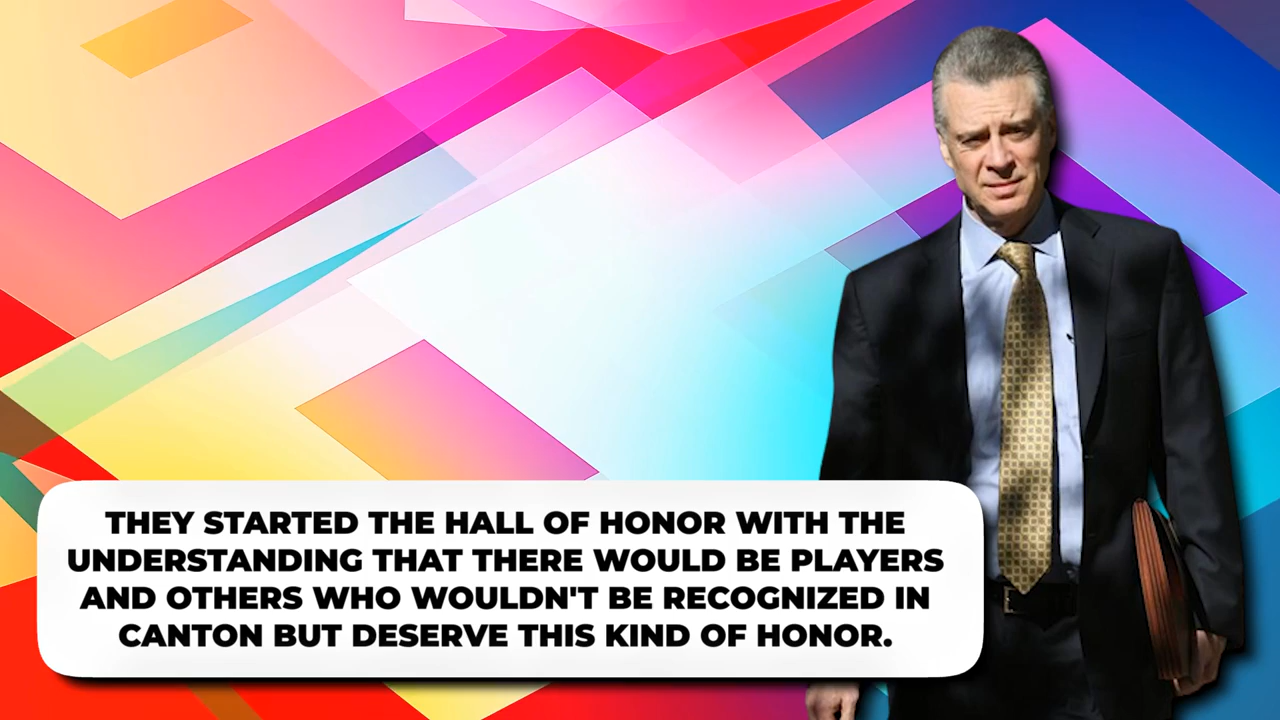 THEY STARTED THE HALL OF HONOR WITH THE
UNDERSTANDING THAT THERE WOULD BE PLAYERS
AND OTHERS WHO WOULDN'T BE RECOGNIZED IN
CANTON BUT DESERVE THIS KIND OF HONOR.